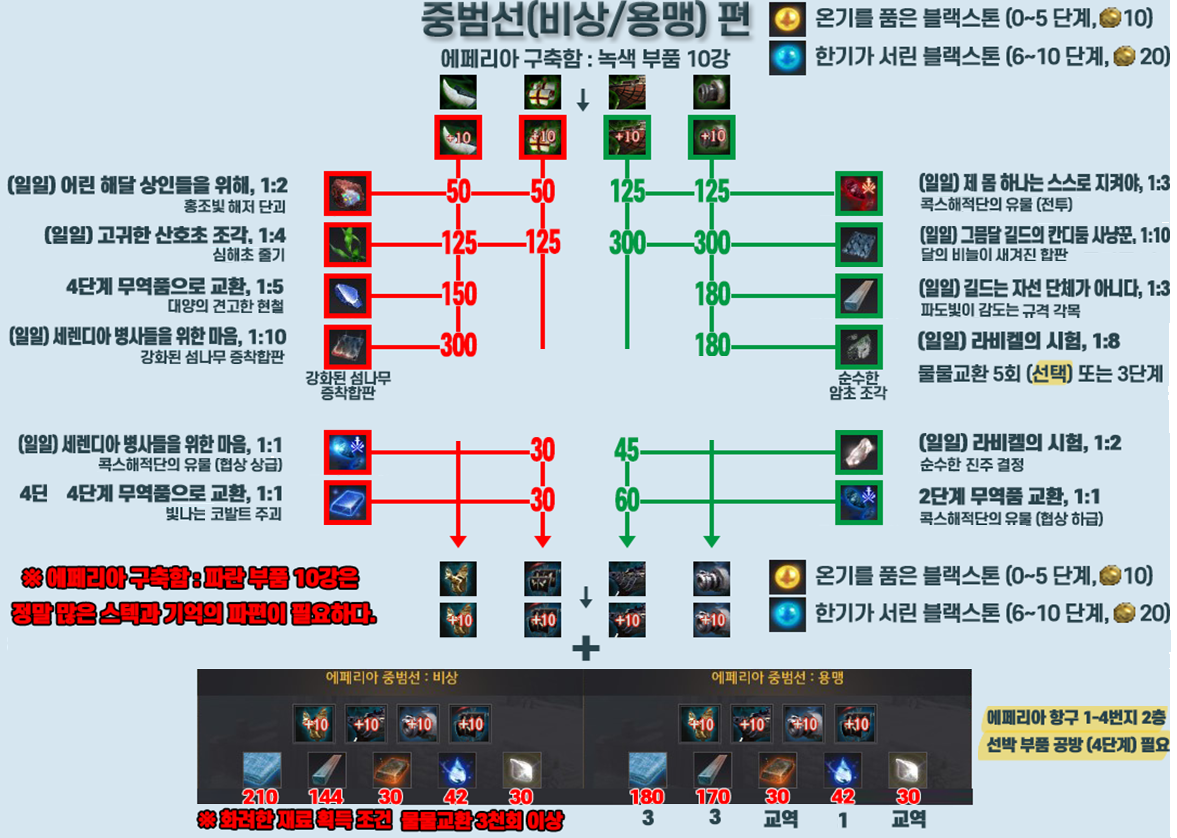 중범선(비상/용맹) 편
온기를 품은 블랙스톤 (0~5 단계, 10)
에페리아 구축함 : 녹색 부품 10강
한기가 서린 블랙스톤 (6~10 단계, 20)
+10 +10 +10 +10
(일일) 어린 해달 상인들을 위해, 1:2
홍조빛 해저 단괴
50 50 125 125
(일일) 제 몸 하나는 스스로 지켜야, 1:3
콕스해적단의 유물 (전투)
(일일) 고귀한 산호초 조각, 1:4
심해초 줄기
125 125 300 300
(일일) 그믐달 길드의 칸디둠 사냥꾼, 1:10
달의 비늘이 새겨진 합판
4단계 무역품으로 교환, 1:5
대양의 견고한 현철
150 180
(일일) 길드는 자선 단체가 아니다, 1:3
파도빛이 감도는 규격 각목
(일일) 세렌디아 병사들을 위한 마음, 1:10
강화된 섬나무 증착합판
300 180
(일일) 라비켈의 시험, 1:8
강화된 섬나무
증착합판
순수한
암초 조각
물물교환 5회 (선택) 또는 3단계
(일일) 세렌디아 병사들을 위한 마음, 1:1
콕스해적단의 유물 (협상 상급)
30 45
(일일) 라비켈의 시험, 1:2
순수한 진주 결정
4딘 4단계 무역품으로 교환, 1:1
빛나는 코발트 주괴
30 60
2단계 무역품 교환, 1:1
콕스해적단의 유물 (협상 하급)
※ 에페리아 구축함 : 파란 부품 10강은
정말 많은 스텍과 기억의 파편이 필요하다.
온기를 품은 블랙스톤 (0~5 단계, 10)
한기가 서린 블랙스톤 (6~10 단계, 20)
+10 +10 +10 +10
+
에페리아 중범선 : 비상
+10 +10 +10 +10
210 144 30 42 30
에페리아 중범선 : 용맹
+10 +10 +10 +10
180 170 30 42 30
3 3 교역 1 교역
※ 화려한 재료 획득 조건 물물교환 3천회 이상
에페리아 항구 1-4번지 2층
선박 부품 공방 (4단계) 필요